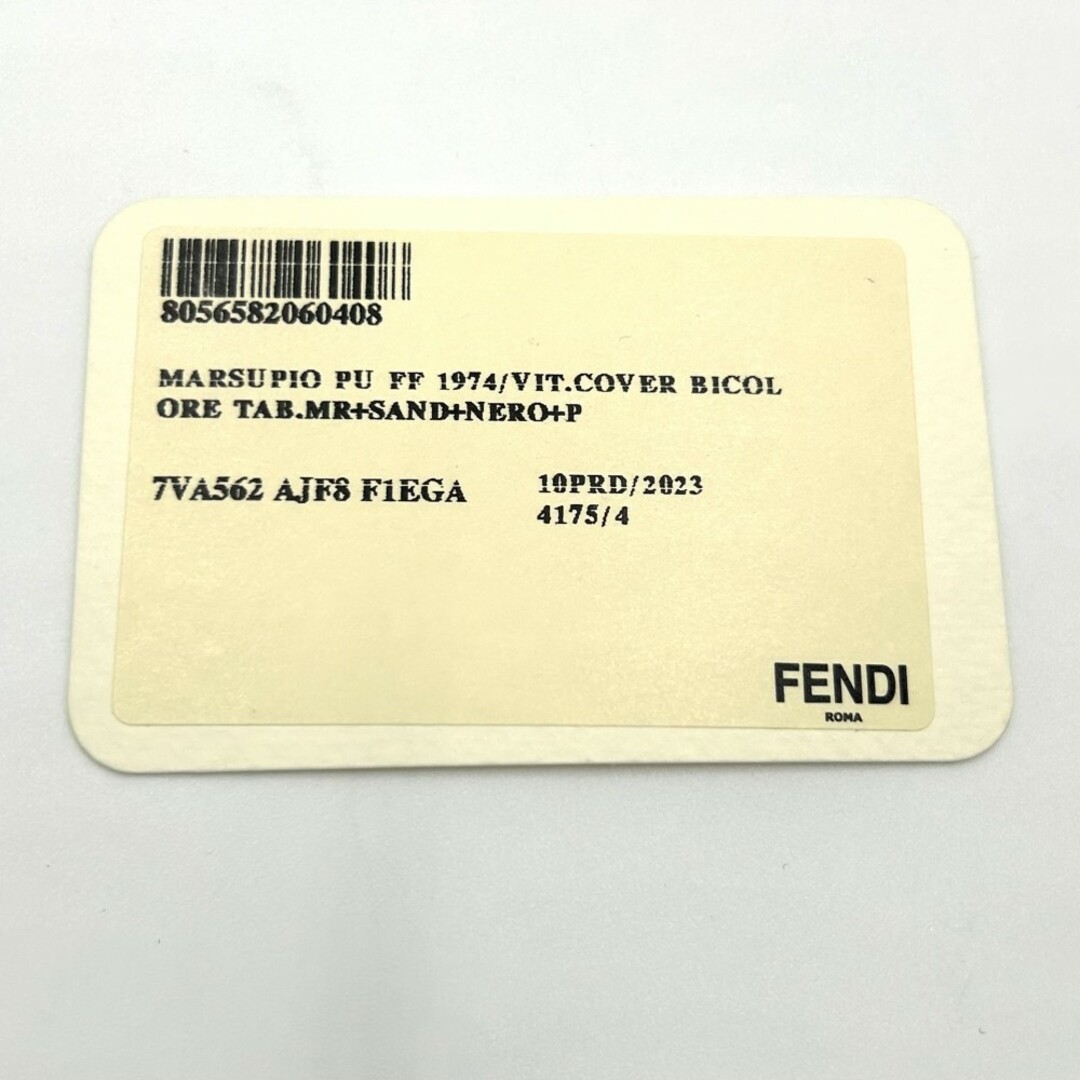 8056582060408
MARSUPIO PU FF 1974/VIT.COVER BICOL
ORE TAB.MR+SAND+NERO+P
7VA562 AJF8 F1EGA
10PRD/2023
4175/4
FENDI
ROMA